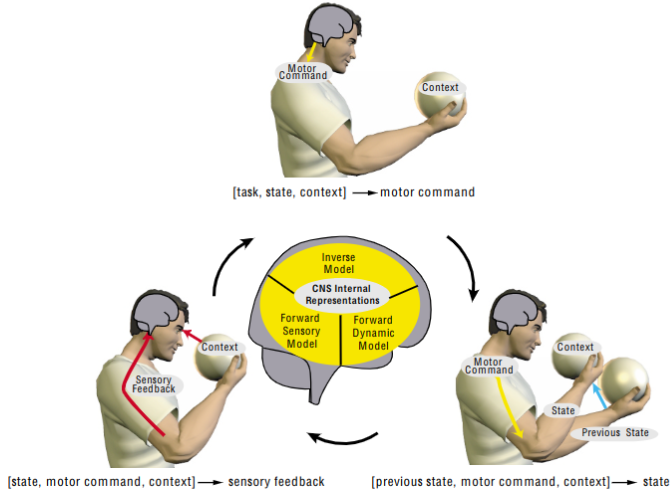 Motor
Command
Context
[task, state, context] → motor command
Inverse
Model
CNS Internal
Representations
Forward
Sensory
Model
Forward
Dynamic
Model
Context
Sensory
Feedback
[state, motor command, context] → sensory feedback
Motor
Command
Context
State
Previous State
[previous state, motor command, context] → state